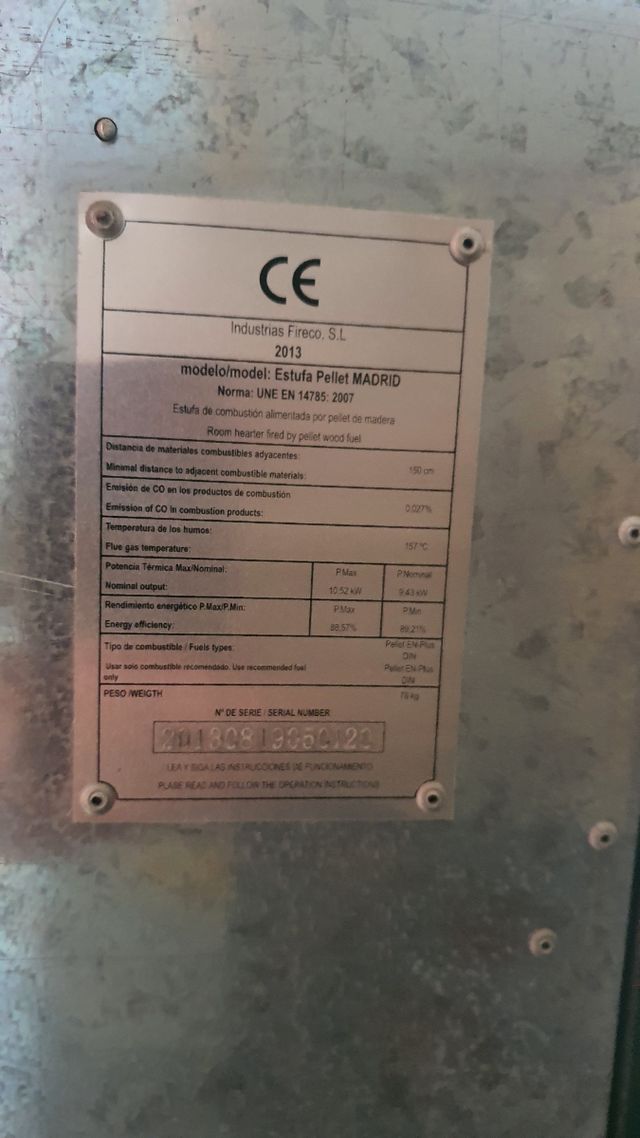 CE
Industrias Fireco, S.L
2013
modelo/model: Estufa Pellet MADRID
Norma: UNE EN 14785: 2007
Estufa de combustión alimentada por pellet de madera
Room hearter fired by pellet wood fuel
Distancia de materiales combustibles adyacentes:
Minimal distance to adjacent combustible materials: 150 cm
Emisión de CO en los productos de combustión
Emission of CO in combustion products: 0,027%
Temperatura de los humos:
Flue gas temperature: 157 ºC
Potencia Térmica Max/Nominal: P.Max P.Nominal
Nominal output: 10,52 kW 9,43 kW
Rendimiento energético P.Max/P.Min: P.Max P.Min
Energy efficiency: 88,57% 89,21%
Tipo de combustible / Fuels types: Pellet EN-Plus
DIN
Usar solo combustible recomendado. Use recommended fuel Pellet EN-Plus
only DIN
PESO /WEIGTH 78 kg
Nº DE SERIE / SERIAL NUMBER
LEA Y SIGA LAS INSTRUCCIONES DE FUNCIONAMIENTO
PLASE READ AND FOLLOW THE OPERATION INSTRUCTIONS